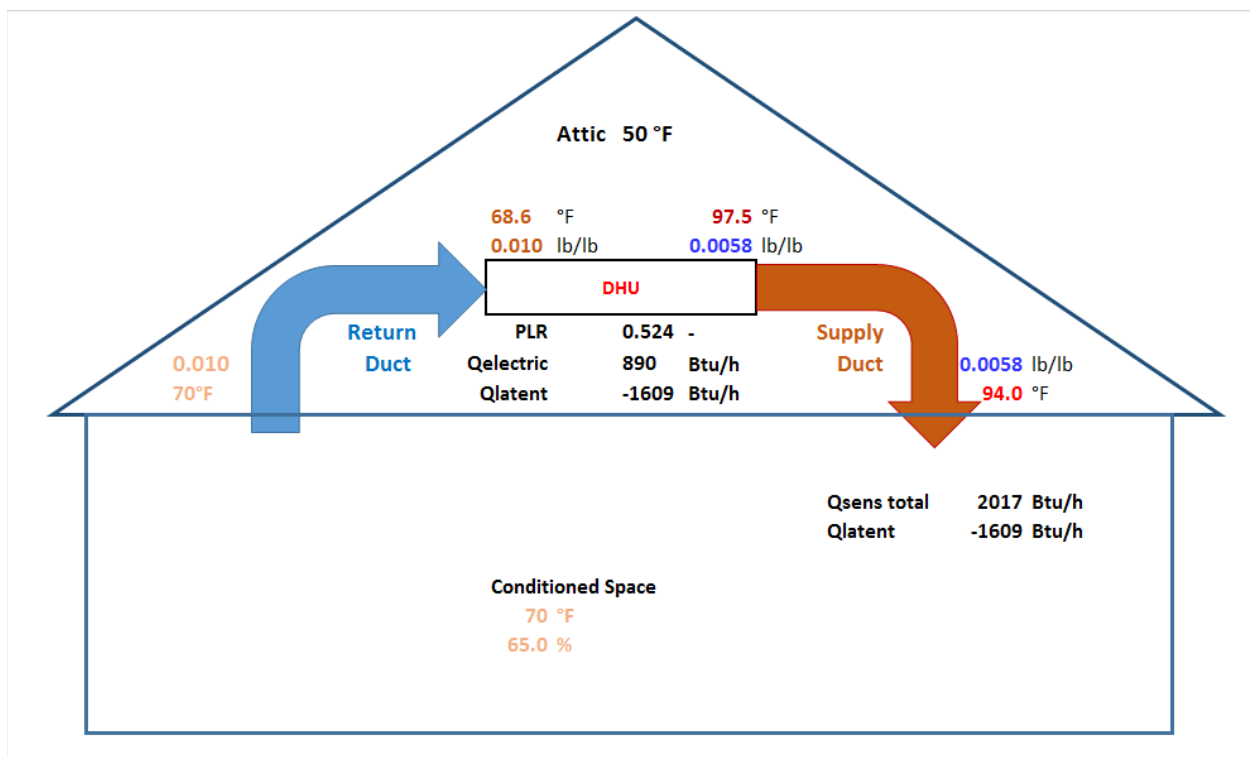 Attic 50 °F
68.6 °F 97.5 °F
0.010 lb/lb 0.0058 lb/lb
DHU
Return PLR 0.524 - Supply
0.010 Duct Qelectric 890 Btu/h Duct 0.0058 lb/lb
70°F Qlatent -1609 Btu/h 94.0 °F
Qsens total 2017 Btu/h
Qlatent -1609 Btu/h
Conditioned Space
70 °F
65.0 %